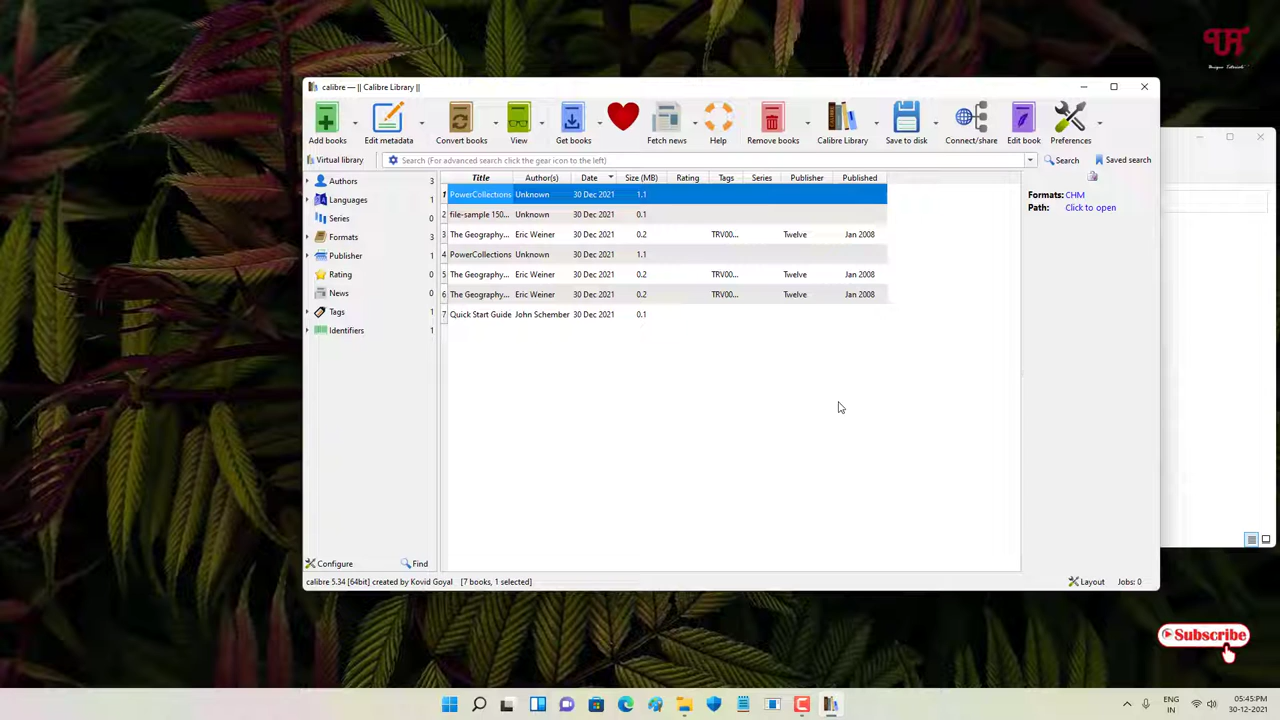 UR
Unique Tutorials
calibre — || Calibre Library ||
Add books Edit metadata Convert books View Get books Fetch news Help Remove books Calibre Library Save to disk Connect/share Edit book Preferences
Virtual library Search (For advanced search click the gear icon to the left) Search Saved search
Title Author(s) Date Size (MB) Rating Tags Series Publisher Published
1 PowerCollections Unknown 30 Dec 2021 1.1
2 file-sample 150... Unknown 30 Dec 2021 0.1
3 The Geography... Eric Weiner 30 Dec 2021 0.2 TRV00... Twelve Jan 2008
4 PowerCollections Unknown 30 Dec 2021 1.1
5 The Geography... Eric Weiner 30 Dec 2021 0.2 TRV00... Twelve Jan 2008
6 The Geography... Eric Weiner 30 Dec 2021 0.2 TRV00... Twelve Jan 2008
7 Quick Start Guide John Schember 30 Dec 2021 0.1
Authors 3
Languages 1
Series 0
Formats 3
Publisher 1
Rating 0
News 0
Tags 1
Identifiers 1
Formats: CHM
Path: Click to open
Configure Find
calibre 5.34 [64bit] created by Kovid Goyal [7 books, 1 selected] Layout Jobs: 0
Subscribe
ENG
IN
05:45:PM
30-12-2021